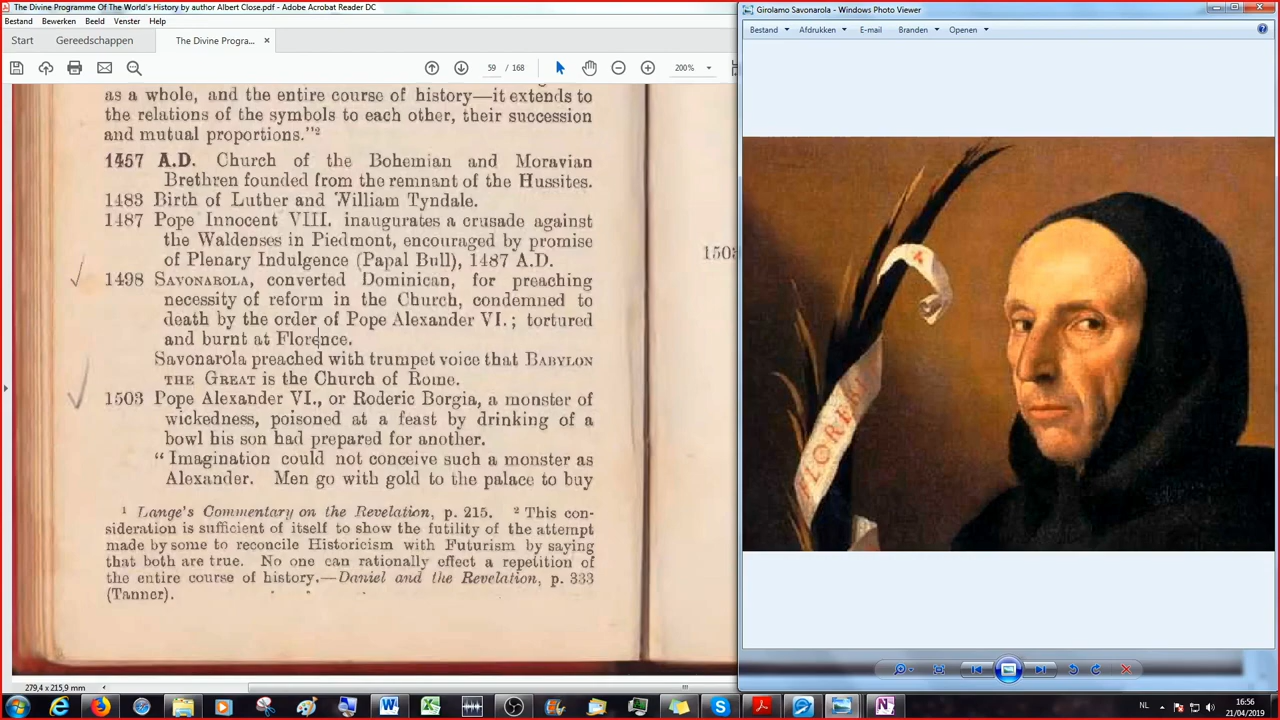 The Divine Programme Of The World's History by author Albert Close.pdf - Adobe Acrobat Reader DC
Bestand Bewerken Beeld Venster Help
Start Gereedschappen The Divine Progra... ×
59 / 168 200%
as a whole, and the entire course of history—it extends to
the relations of the symbols to each other, their succession
and mutual proportions."²
1457 A.D. Church of the Bohemian and Moravian
Brethren founded from the remnant of the Hussites.
1483 Birth of Luther and William Tyndale.
1487 Pope Innocent VIII. inaugurates a crusade against
the Waldenses in Piedmont, encouraged by promise
of Plenary Indulgence (Papal Bull), 1487 A.D.
1498 SAVONAROLA, converted Dominican, for preaching
necessity of reform in the Church, condemned to
death by the order of Pope Alexander VI.; tortured
and burnt at Florence.
Savonarola preached with trumpet voice that BABYLON
THE GREAT is the Church of Rome.
1503 Pope Alexander VI., or Roderic Borgia, a monster of
wickedness, poisoned at a feast by drinking of a
bowl his son had prepared for another.
" Imagination could not conceive such a monster as
Alexander. Men go with gold to the palace to buy
¹ Lange's Commentary on the Revelation, p. 215. ² This con-
sideration is sufficient of itself to show the futility of the attempt
made by some to reconcile Historicism with Futurism by saying
that both are true. No one can rationally effect a repetition of
the entire course of history.—Daniel and the Revelation, p. 333
(Tanner).
279,4 x 215,9 mm
1503
Girolamo Savonarola - Windows Photo Viewer
Bestand Afdrukken E-mail Branden Openen
NL
16:56
21/04/2019